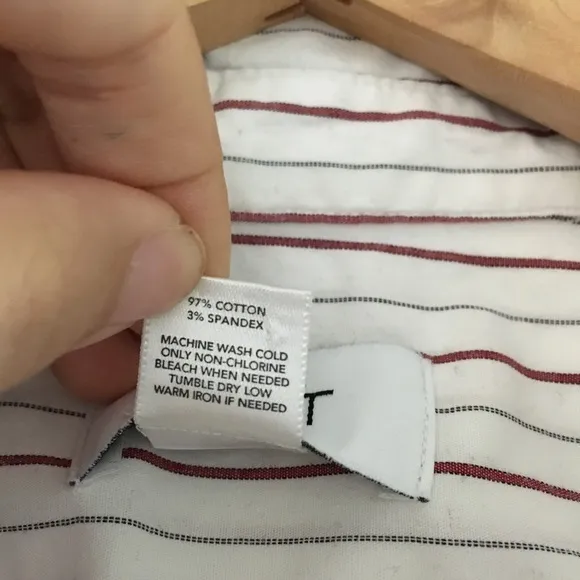 97% COTTON
3% SPANDEX
MACHINE WASH COLD
ONLY NON-CHLORINE
BLEACH WHEN NEEDED
TUMBLE DRY LOW
WARM IRON IF NEEDED
T